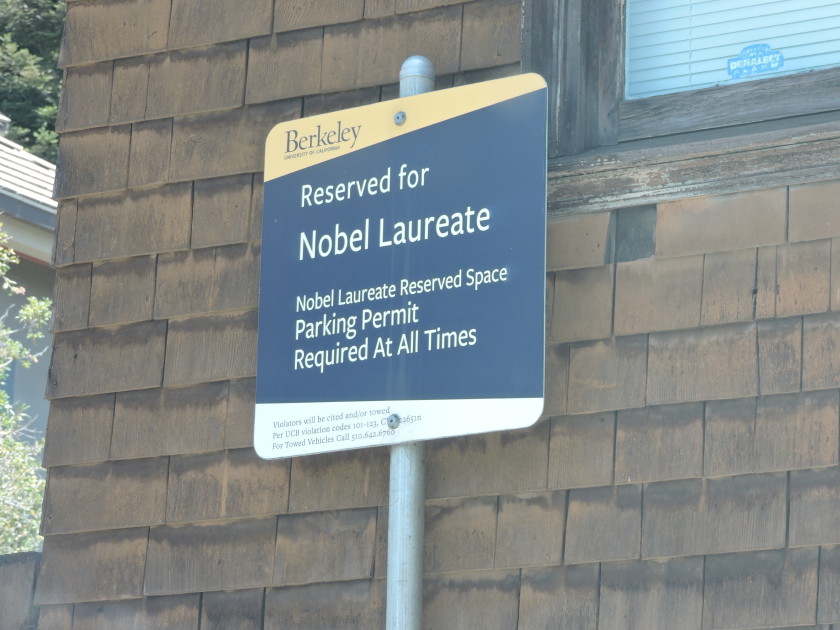 Berkeley
UNIVERSITY OF CALIFORNIA
Reserved for
Nobel Laureate
Nobel Laureate Reserved Space
Parking Permit
Required At All Times
Violators will be cited and/or towed
Per UCB violation codes 101-123,
For Towed Vehicles Call 510.642.6760